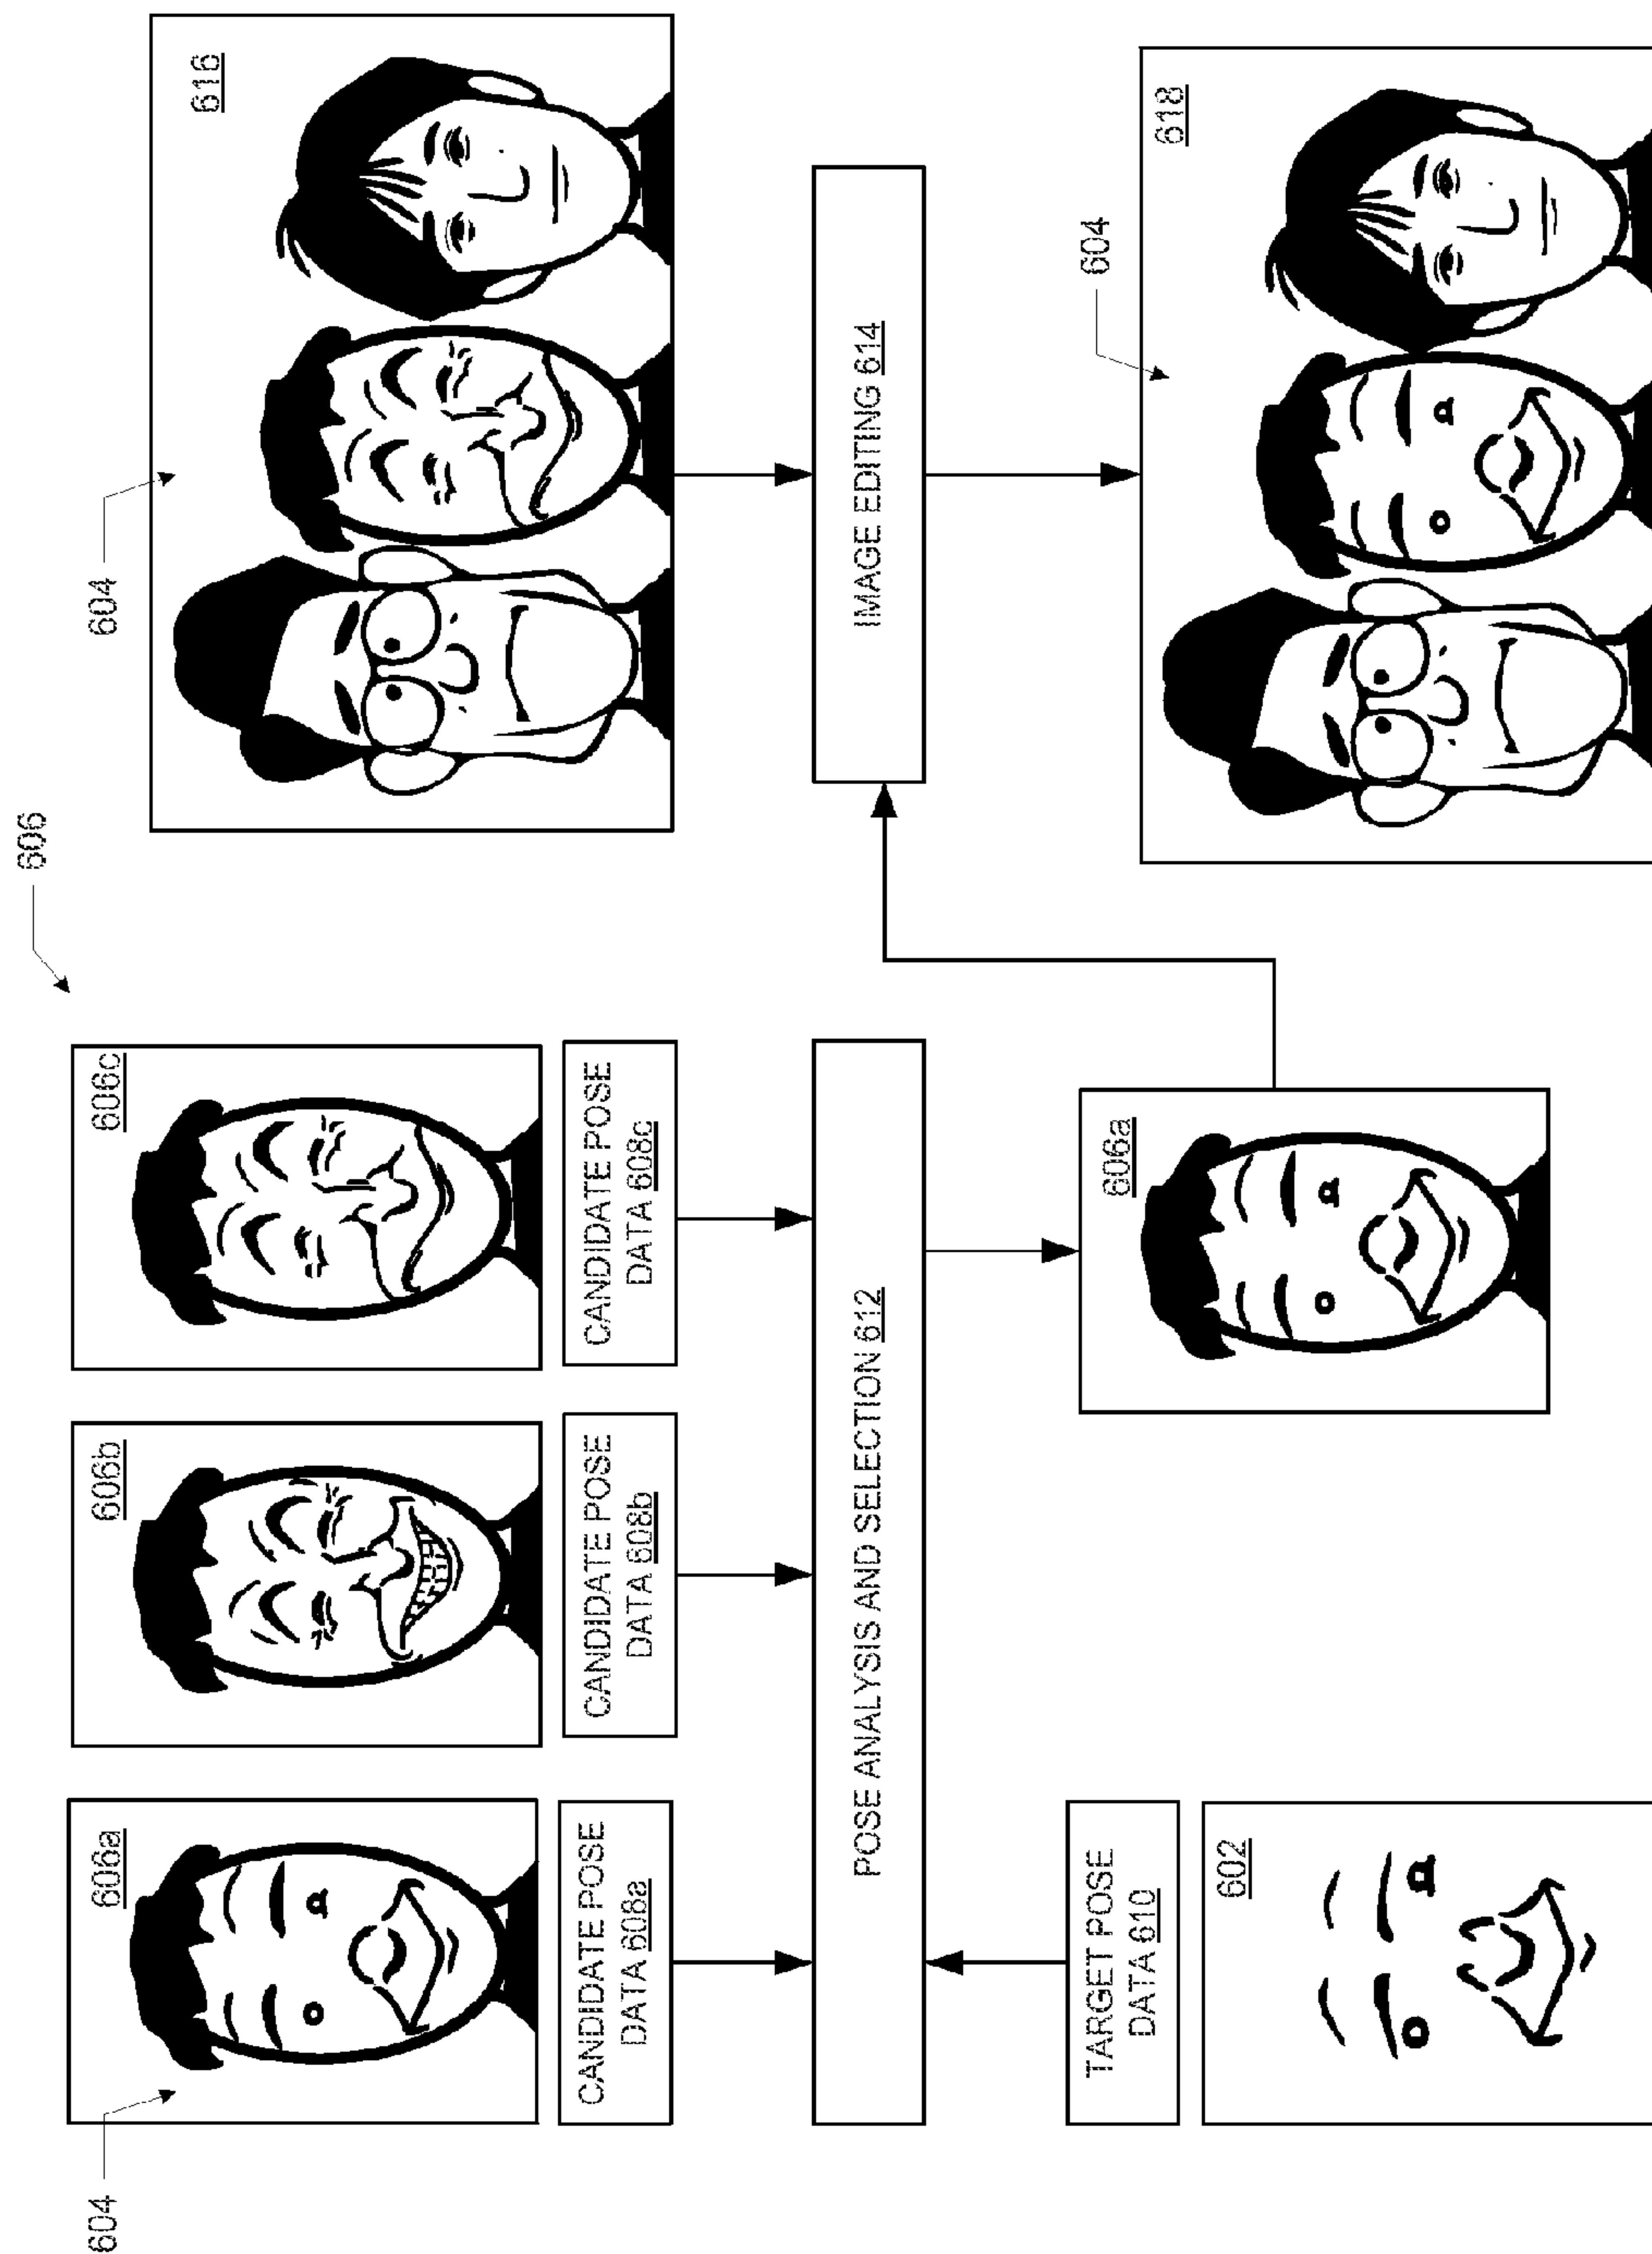 606
604
606a
606b
606c
CANDIDATE POSE
DATA 608a
CANDIDATE POSE
DATA 608b
CANDIDATE POSE
DATA 608c
604
616
POSE ANALYSIS AND SELECTION 612
IMAGE EDITING 614
TARGET POSE
DATA 610
602
606a
604
618